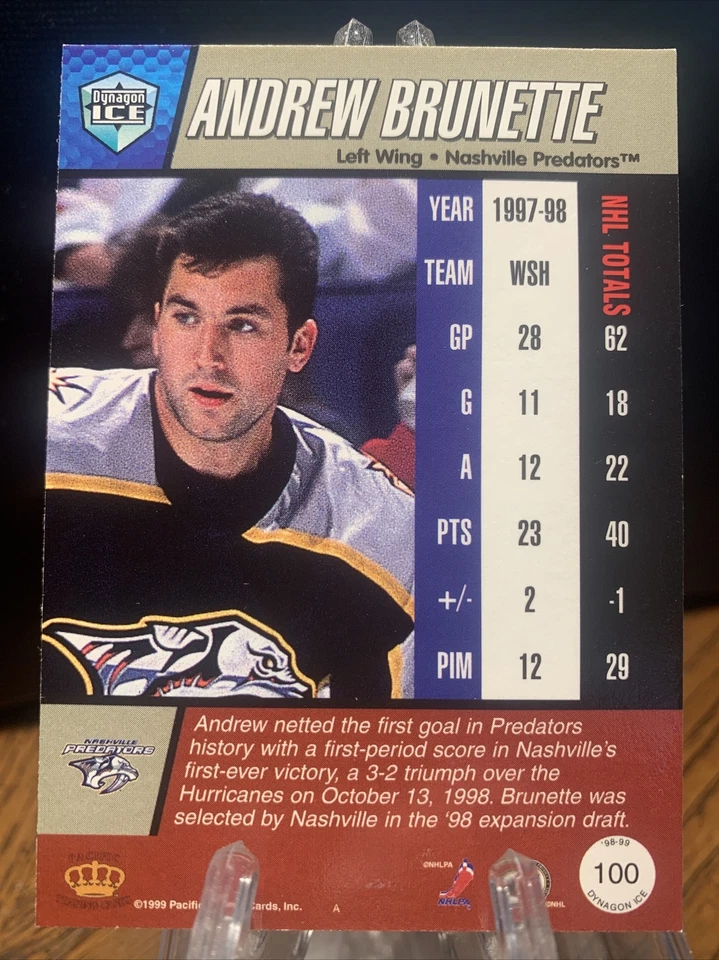 Dynagon
ICE
ANDREW BRUNETTE
Left Wing • Nashville Predators™
YEAR 1997-98 NHL TOTALS
TEAM WSH
GP 28 62
G 11 18
A 12 22
PTS 23 40
+/- 2 -1
PIM 12 29
NASHVILLE
PREDATORS
Andrew netted the first goal in Predators
history with a first-period score in Nashville's
first-ever victory, a 3-2 triumph over the
Hurricanes on October 13, 1998. Brunette was
selected by Nashville in the '98 expansion draft.
'98-99
100
DYNAGON ICE
PACIFIC
©NHLPA
NHLPA
©NHL
©1999 Pacific Cards, Inc.
A